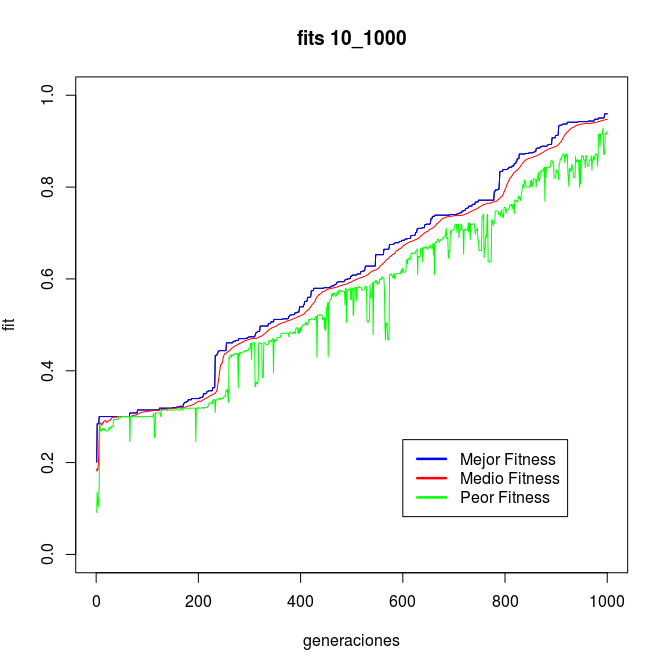 fits 10_1000
fit
1.0
0.8
0.6
0.4
0.2
0.0
Mejor Fitness
Medio Fitness
Peor Fitness
0 200 400 600 800 1000
generaciones